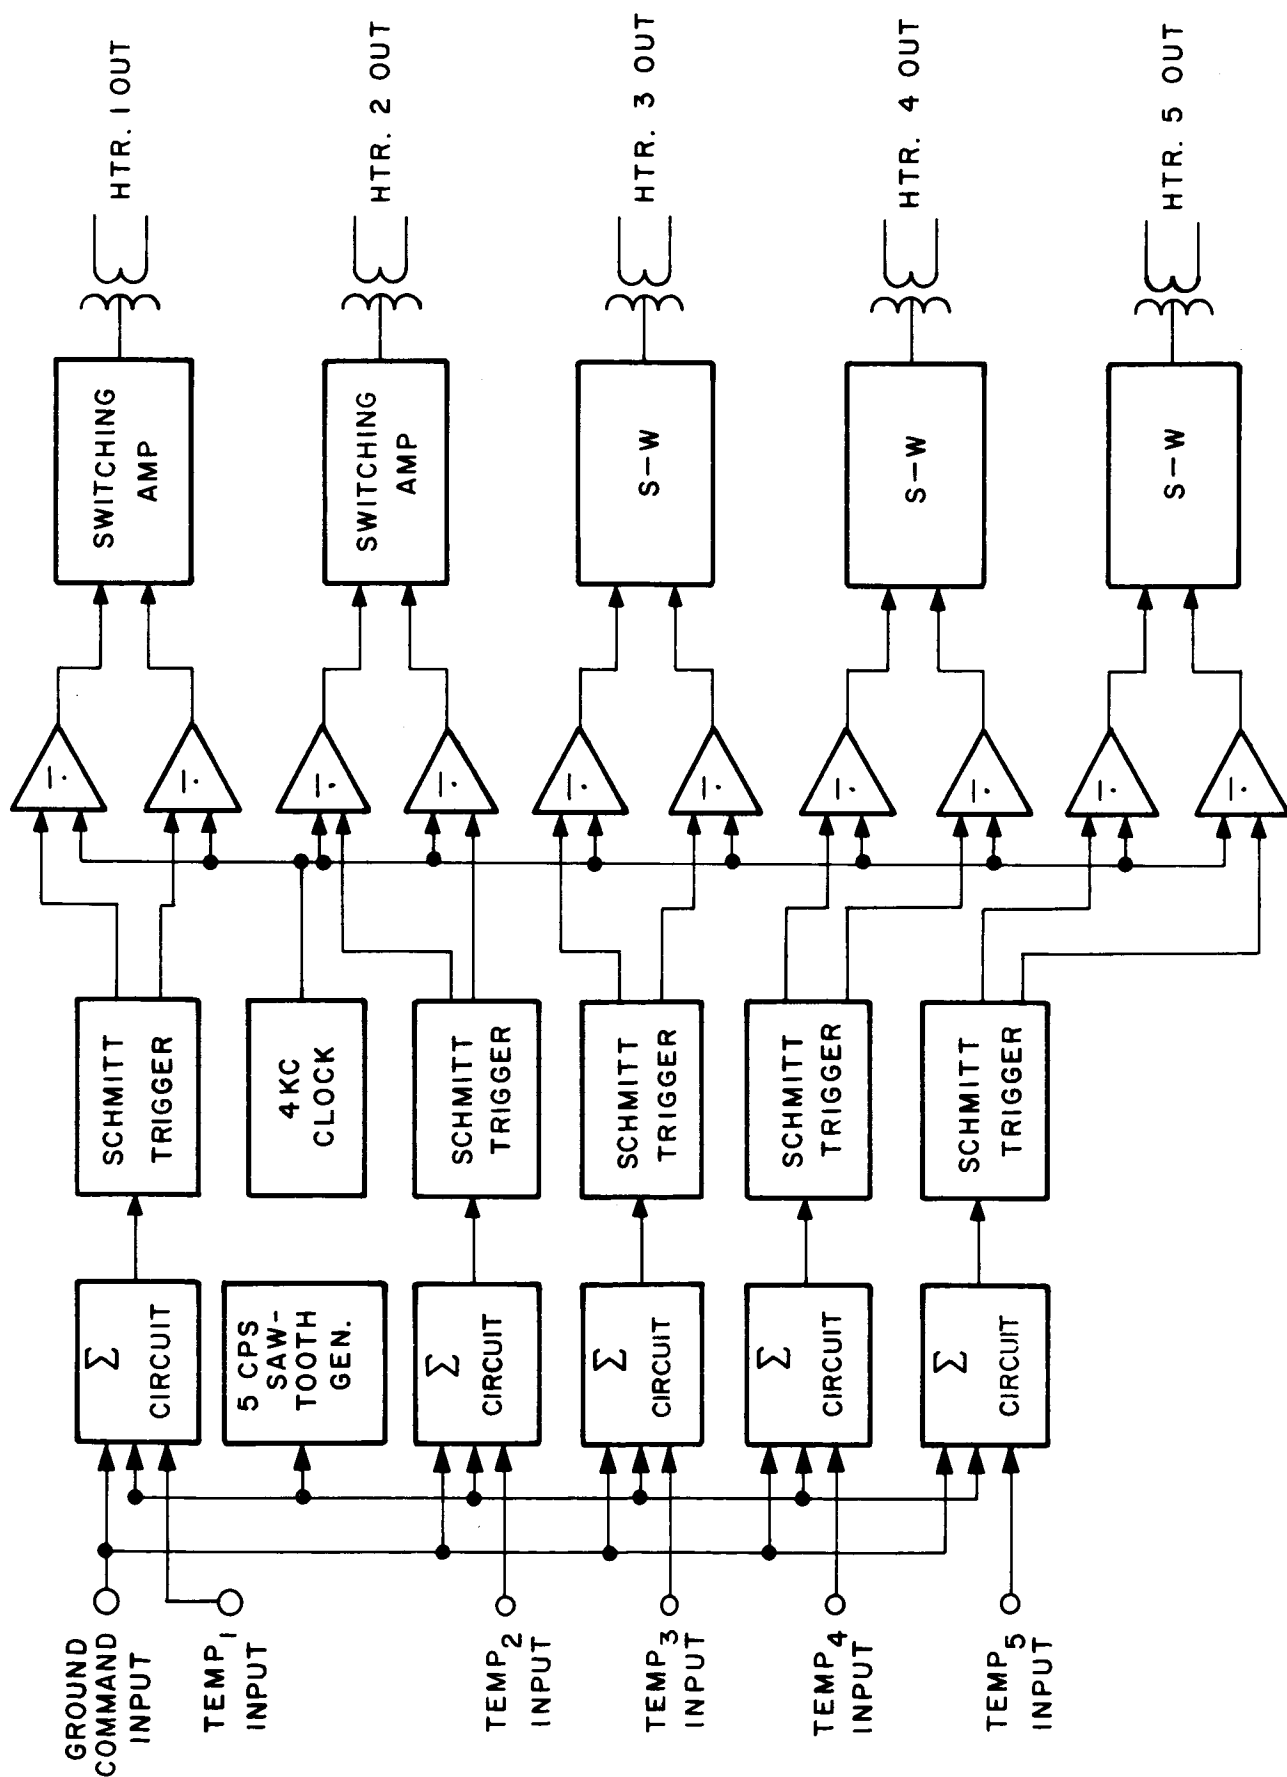 GROUND
COMMAND
INPUT
TEMP1
INPUT
TEMP2
INPUT
TEMP3
INPUT
TEMP4
INPUT
TEMP5
INPUT
Σ
CIRCUIT
5 CPS
SAW-
TOOTH
GEN.
Σ
CIRCUIT
Σ
CIRCUIT
Σ
CIRCUIT
Σ
CIRCUIT
SCHMITT
TRIGGER
4KC
CLOCK
SCHMITT
TRIGGER
SCHMITT
TRIGGER
SCHMITT
TRIGGER
SCHMITT
TRIGGER
SWITCHING
AMP
SWITCHING
AMP
S-W
S-W
S-W
HTR. 1 OUT
HTR. 2 OUT
HTR. 3 OUT
HTR. 4 OUT
HTR. 5 OUT